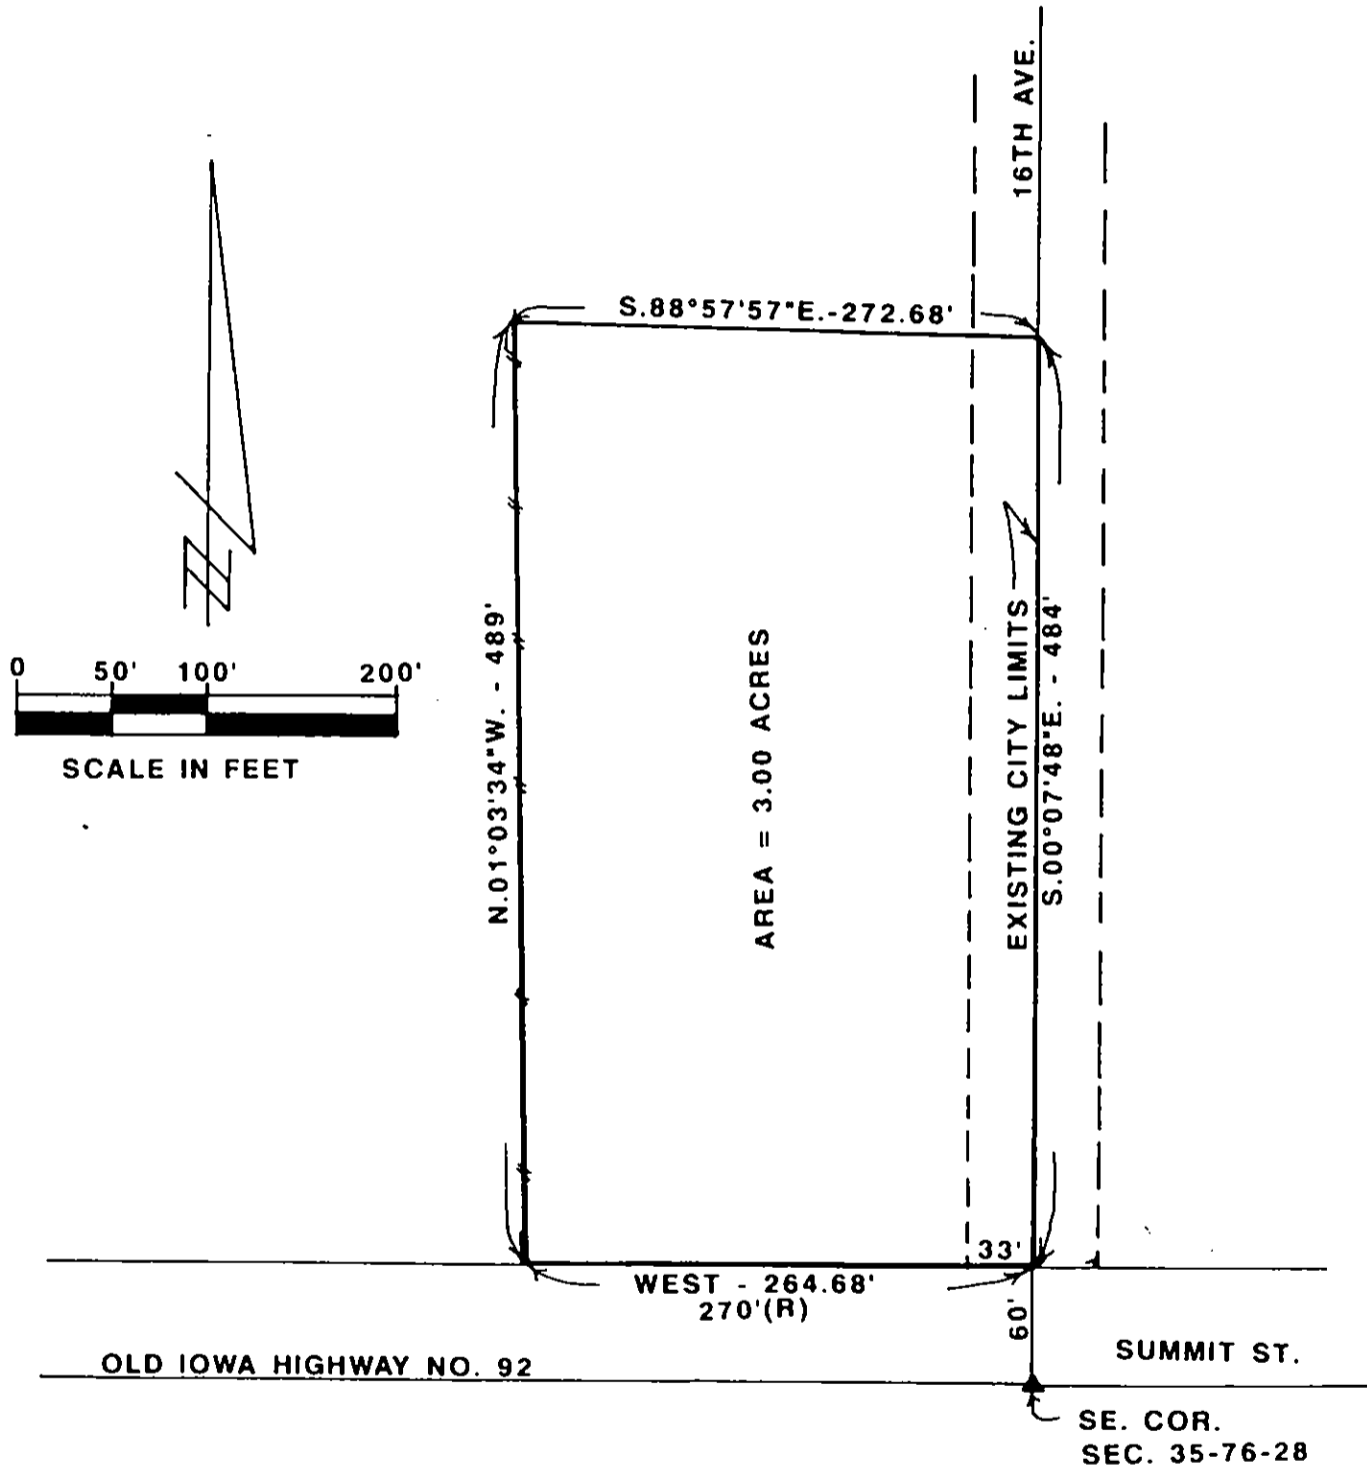 16TH AVE.
S.88°57'57"E.-272.68'
N
0 50' 100' 200'
SCALE IN FEET
N.01°03'34"W. - 489'
AREA = 3.00 ACRES
EXISTING CITY LIMITS
S.00°07'48"E. - 484'
33'
WEST - 264.68'
270'(R)
60'
SUMMIT ST.
OLD IOWA HIGHWAY NO. 92
SE. COR.
SEC. 35-76-28